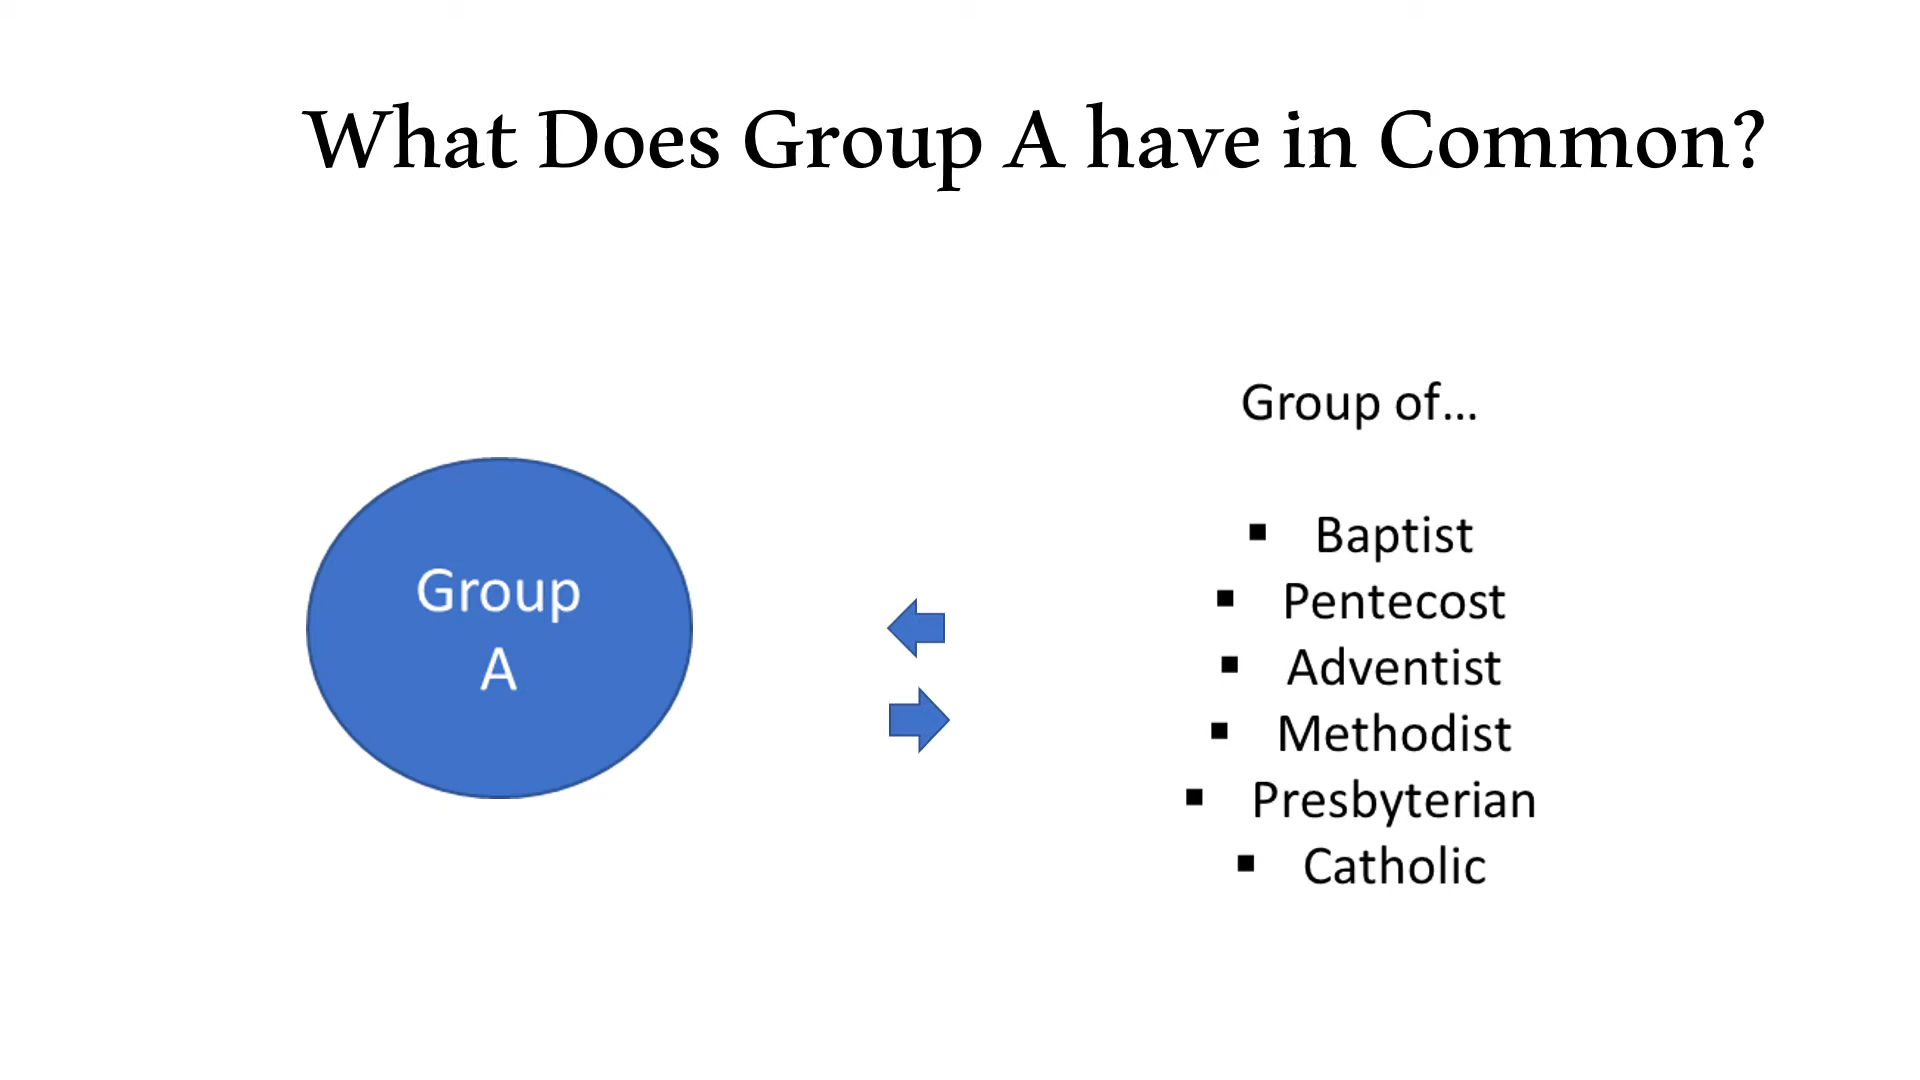 What Does Group A have in Common?
Group
A
Group of...
▪ Baptist
▪ Pentecost
▪ Adventist
▪ Methodist
▪ Presbyterian
▪ Catholic